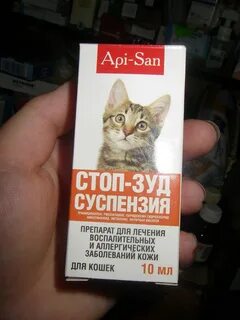 Api-San
СТОП-ЗУД
СУСПЕНЗИЯ
ПРЕПАРАТ ДЛЯ ЛЕЧЕНИЯ
ВОСПАЛИТЕЛЬНЫХ
И АЛЛЕРГИЧЕСКИХ
ЗАБОЛЕВАНИЙ КОЖИ
ДЛЯ КОШЕК
10 мл